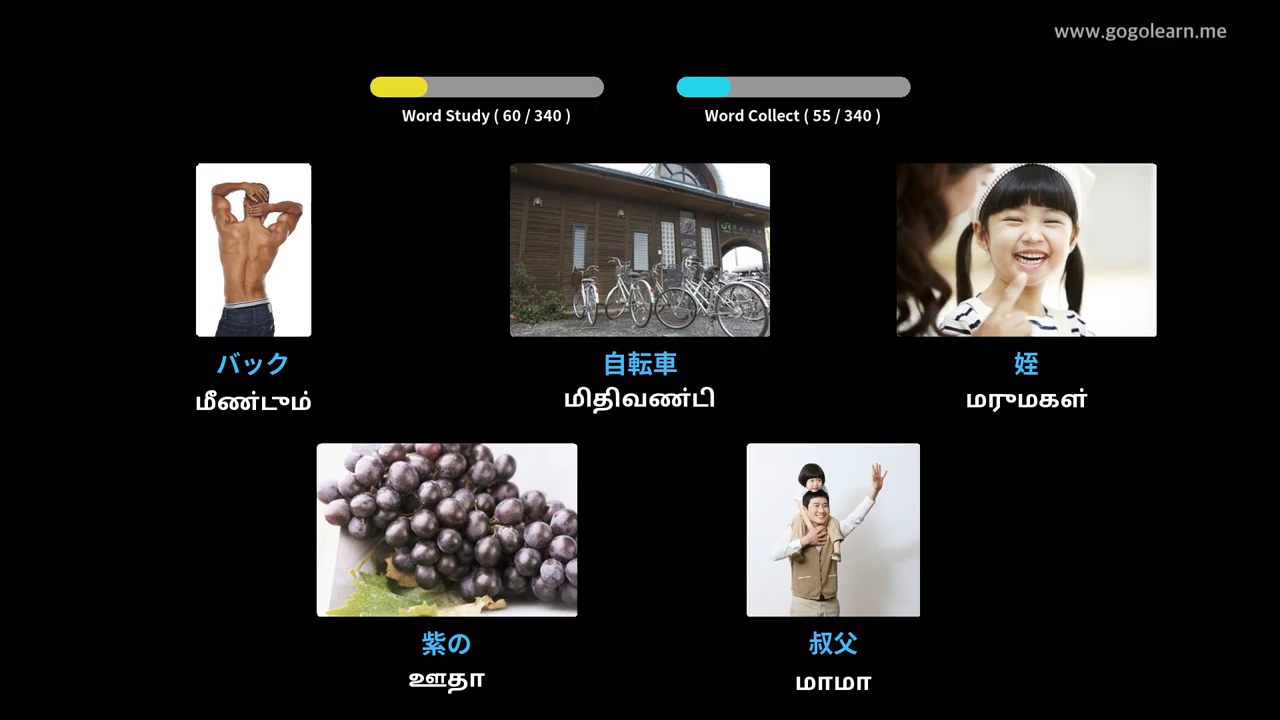 www.gogolearn.me
Word Study ( 60 / 340 )
Word Collect ( 55 / 340 )
バック
மீண்டும்
自転車
மிதிவண்டி
姪
மருமகள்
紫の
ஊதா
叔父
மாமா